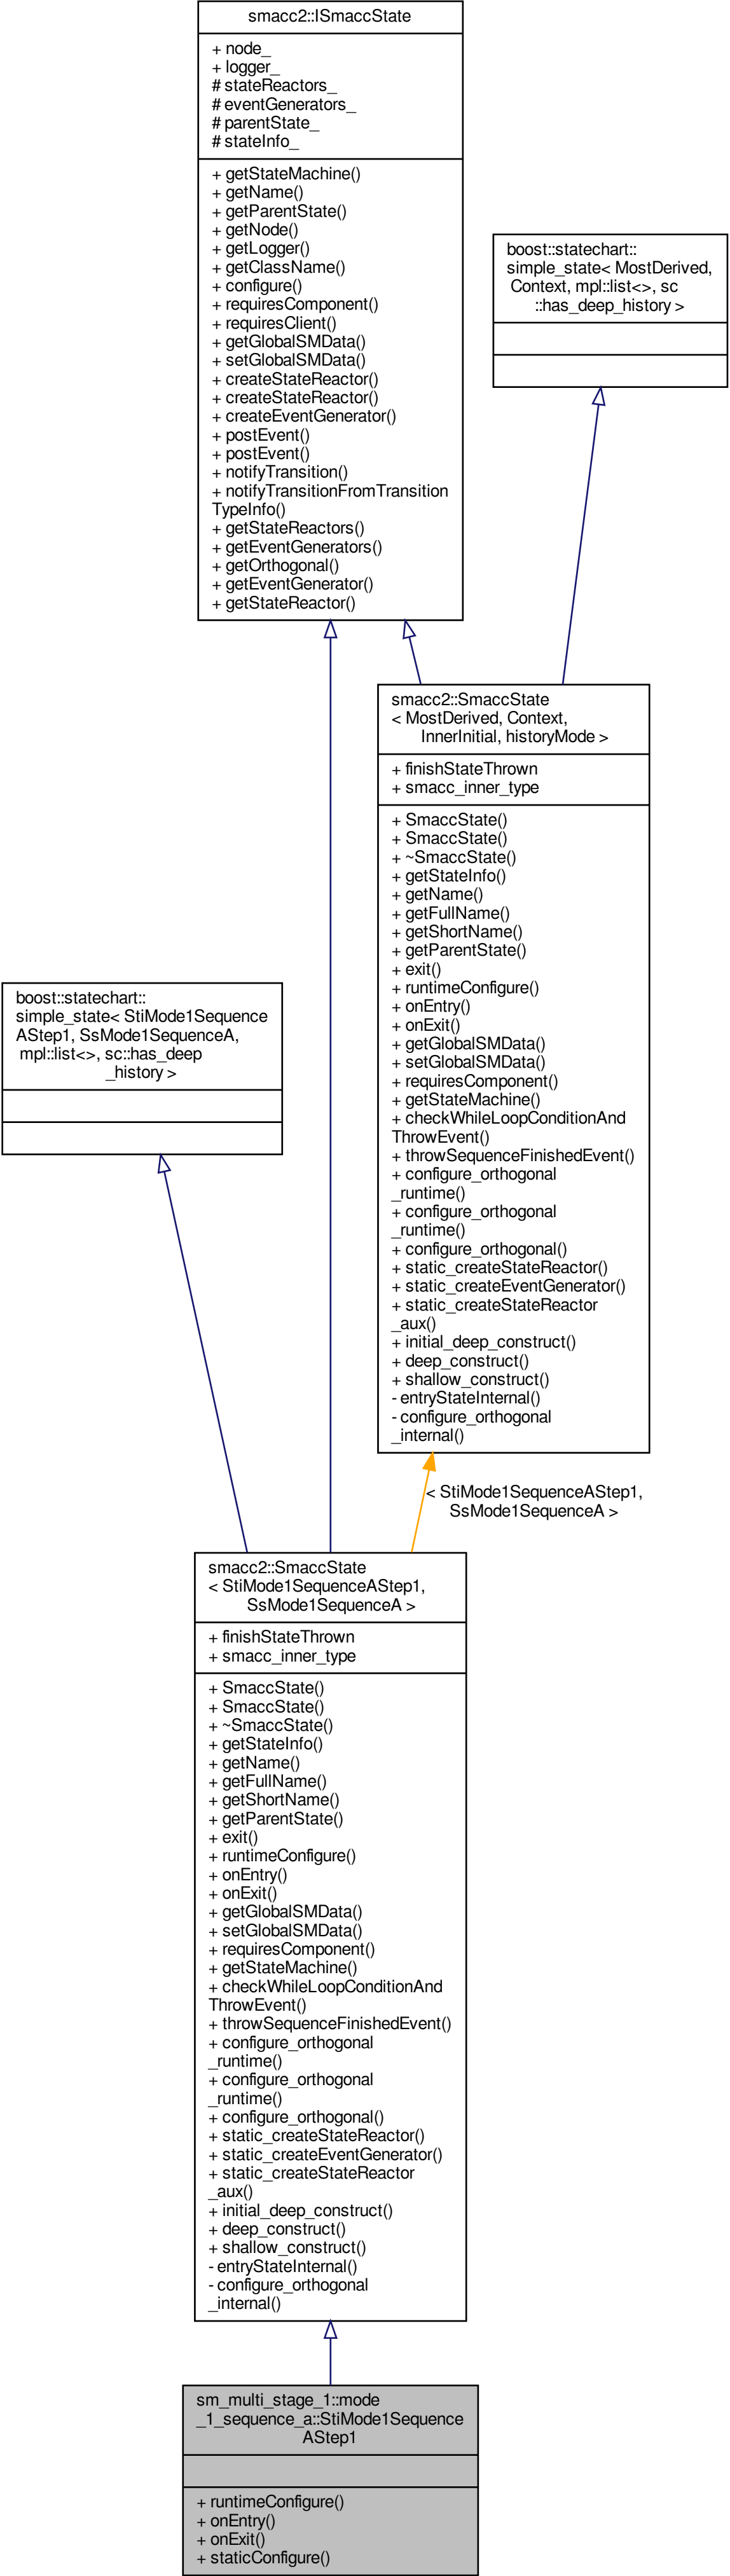 smacc2::ISmaccState
+ node_
+ logger_
# stateReactors_
# eventGenerators_
# parentState_
# stateInfo_
+ getStateMachine()
+ getName()
+ getParentState()
+ getNode()
+ getLogger()
+ getClassName()
+ configure()
+ requiresComponent()
+ requiresClient()
+ getGlobalSMData()
+ setGlobalSMData()
+ createStateReactor()
+ createStateReactor()
+ createEventGenerator()
+ postEvent()
+ postEvent()
+ notifyTransition()
+ notifyTransitionFromTransition
TypeInfo()
+ getStateReactors()
+ getEventGenerators()
+ getOrthogonal()
+ getEventGenerator()
+ getStateReactor()
boost::statechart::
simple_state< MostDerived,
Context, mpl::list<>, sc
::has_deep_history >
smacc2::SmaccState
< MostDerived, Context,
InnerInitial, historyMode >
+ finishStateThrown
+ smacc_inner_type
+ SmaccState()
+ SmaccState()
+ ~SmaccState()
+ getStateInfo()
+ getName()
+ getFullName()
+ getShortName()
+ getParentState()
+ exit()
+ runtimeConfigure()
+ onEntry()
+ onExit()
+ getGlobalSMData()
+ setGlobalSMData()
+ requiresComponent()
+ getStateMachine()
+ checkWhileLoopConditionAnd
ThrowEvent()
+ throwSequenceFinishedEvent()
+ configure_orthogonal
_runtime()
+ configure_orthogonal
_runtime()
+ configure_orthogonal()
+ static_createStateReactor()
+ static_createEventGenerator()
+ static_createStateReactor
_aux()
+ initial_deep_construct()
+ deep_construct()
+ shallow_construct()
- entryStateInternal()
- configure_orthogonal
_internal()
boost::statechart::
simple_state< StiMode1Sequence
AStep1, SsMode1SequenceA,
mpl::list<>, sc::has_deep
_history >
< StiMode1SequenceAStep1,
SsMode1SequenceA >
smacc2::SmaccState
< StiMode1SequenceAStep1,
SsMode1SequenceA >
+ finishStateThrown
+ smacc_inner_type
+ SmaccState()
+ SmaccState()
+ ~SmaccState()
+ getStateInfo()
+ getName()
+ getFullName()
+ getShortName()
+ getParentState()
+ exit()
+ runtimeConfigure()
+ onEntry()
+ onExit()
+ getGlobalSMData()
+ setGlobalSMData()
+ requiresComponent()
+ getStateMachine()
+ checkWhileLoopConditionAnd
ThrowEvent()
+ throwSequenceFinishedEvent()
+ configure_orthogonal
_runtime()
+ configure_orthogonal
_runtime()
+ configure_orthogonal()
+ static_createStateReactor()
+ static_createEventGenerator()
+ static_createStateReactor
_aux()
+ initial_deep_construct()
+ deep_construct()
+ shallow_construct()
- entryStateInternal()
- configure_orthogonal
_internal()
sm_multi_stage_1::mode
_1_sequence_a::StiMode1Sequence
AStep1
+ runtimeConfigure()
+ onEntry()
+ onExit()
+ staticConfigure()